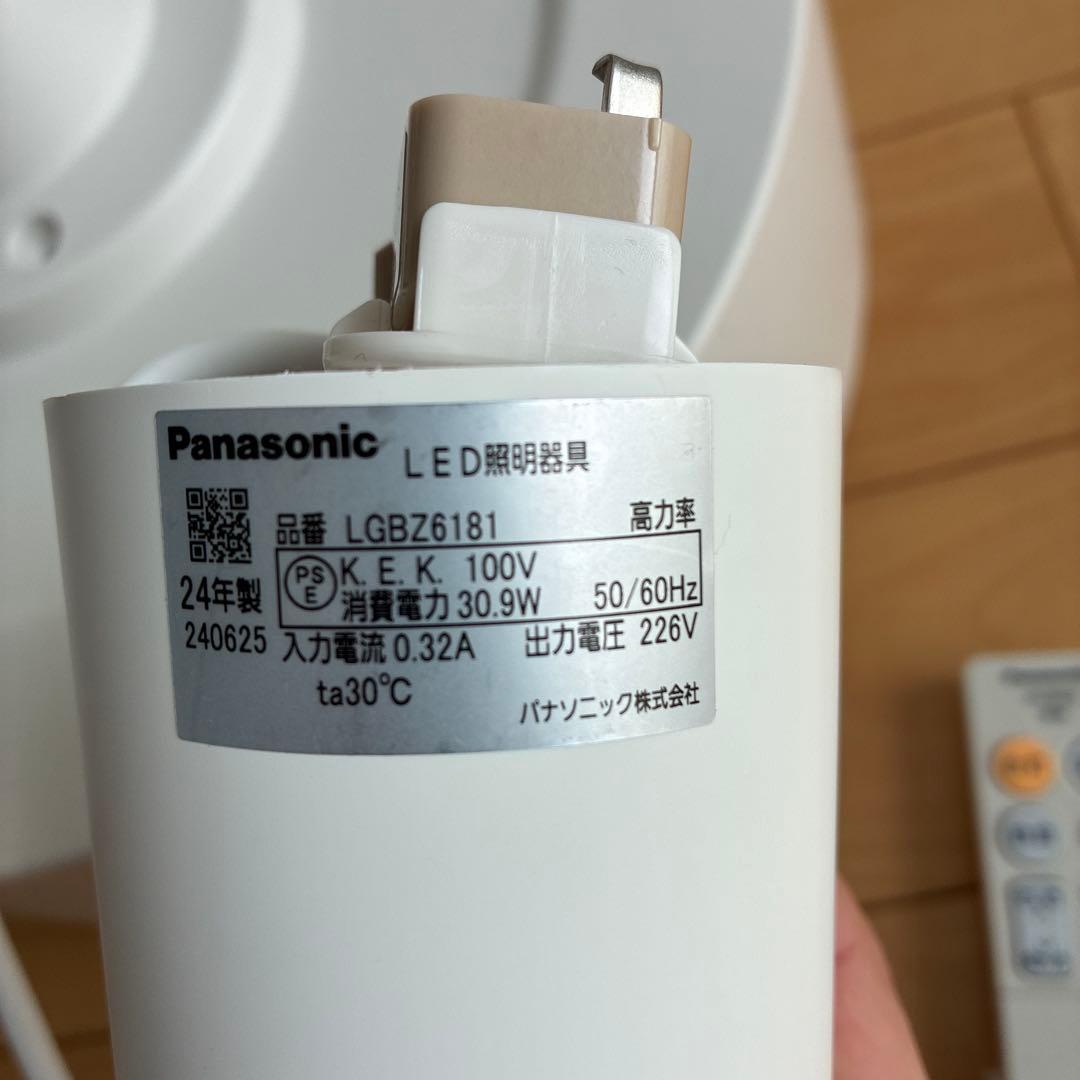 Panasonic LED照明器具
品番 LGBZ6181 高力率
PS E K.E.K. 100V
消費電力 30.9W 50/60Hz
24年製
240625 入力電流 0.32A 出力電圧 226V
ta30℃
パナソニック株式会社